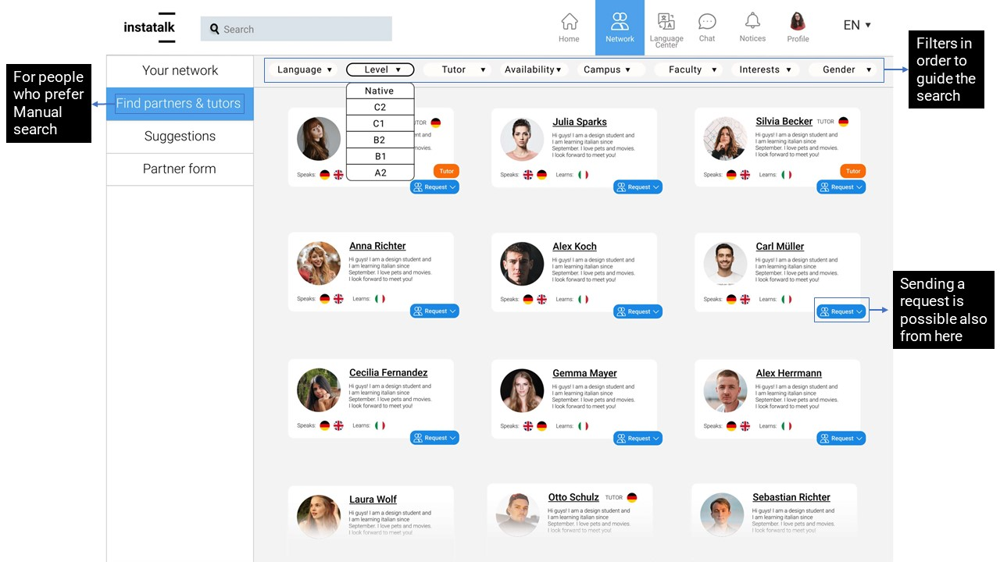 instatalk
Search
Home
Network
Language
Center
Chat
Notices
Profile
EN ▼
For people
who prefer
Manual
search
Your network
Find partners & tutors
Suggestions
Partner form
Language ▼
Level ▼
Tutor ▼
Availability ▼
Campus ▼
Faculty ▼
Interests ▼
Gender ▼
Filters in
order to
guide the
search
Native
C2
C1
B2
B1
A2
Speaks:
Tutor
Request
Julia Sparks
Hi guys! I am a design student and
I am learning italian since
September. I love pets and movies.
I look forward to meet you!
Speaks: Learns:
Request
Silvia Becker TUTOR
Hi guys! I am a design student and
I am learning italian since
September. I love pets and movies.
I look forward to meet you!
Speaks: Learns:
Tutor
Request
Anna Richter
Hi guys! I am a design student and
I am learning italian since
September. I love pets and movies.
I look forward to meet you!
Speaks: Learns:
Request
Alex Koch
Hi guys! I am a design student and
I am learning italian since
September. I love pets and movies.
I look forward to meet you!
Speaks: Learns:
Request
Carl Müller
Hi guys! I am a design student and
I am learning italian since
September. I love pets and movies.
I look forward to meet you!
Speaks: Learns:
Request
Sending a
request is
possible also
from here
Cecilia Fernandez
Hi guys! I am a design student and
I am learning italian since
September. I love pets and movies.
I look forward to meet you!
Speaks: Learns:
Request
Gemma Mayer
Hi guys! I am a design student and
I am learning italian since
September. I love pets and movies.
I look forward to meet you!
Speaks: Learns:
Request
Alex Herrmann
Hi guys! I am a design student and
I am learning italian since
September. I love pets and movies.
I look forward to meet you!
Speaks: Learns:
Request
Laura Wolf
Hi guys! I am a design student and
I am learning italian since
September. I love pets and movies.
I look forward to meet you!
Otto Schulz TUTOR
Hi guys! I am a design student and
I am learning italian since
September. I love pets and movies.
I look forward to meet you!
Sebastian Richter
Hi guys! I am a design student and
I am learning italian since
September. I love pets and movies.
I look forward to meet you!